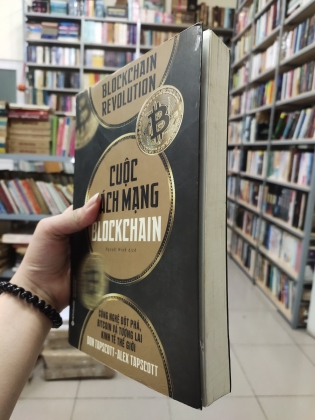 BLOCKCHAIN
REVOLUTION
CUỘC
CÁCH MẠNG
BLOCKCHAIN
CÔNG NGHỆ ĐỘT PHÁ,
BITCOIN VÀ TƯƠNG LAI
KINH TẾ THẾ GIỚI
DON TAPSCOTT - ALEX TAPSCOTT